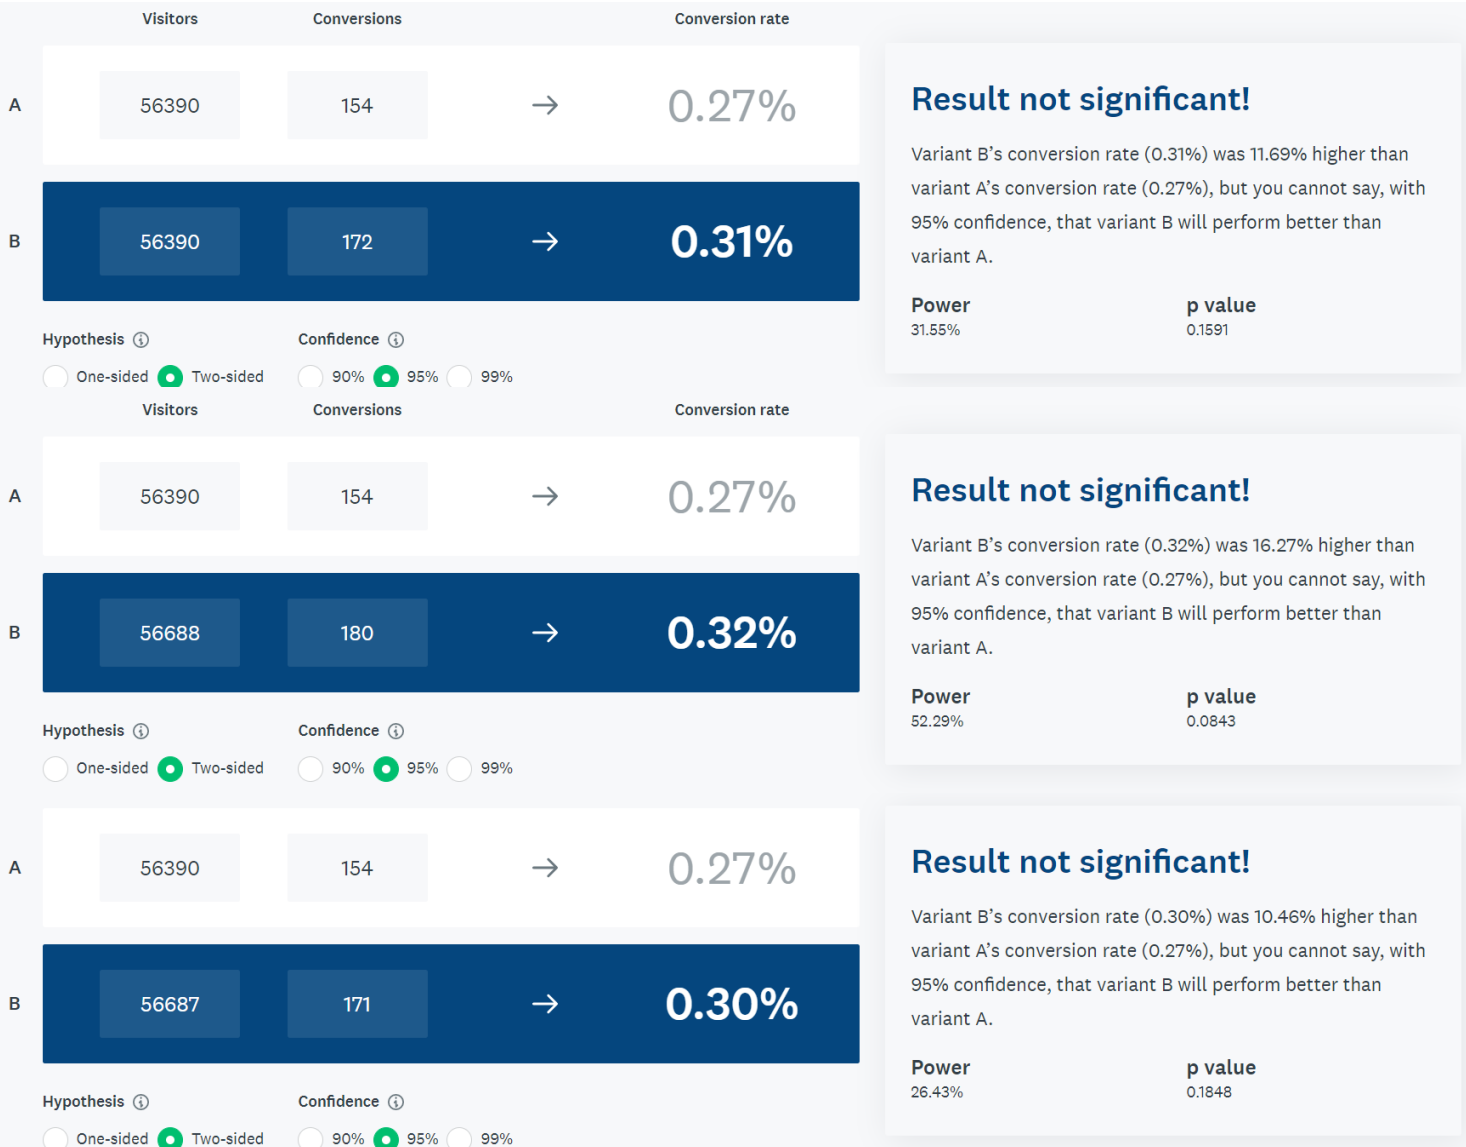 Visitors Conversions Conversion rate
A 56390 154 → 0.27%
B 56390 172 → 0.31%
Hypothesis Confidence
One-sided Two-sided 90% 95% 99%
Result not significant!
Variant B’s conversion rate (0.31%) was 11.69% higher than
variant A’s conversion rate (0.27%), but you cannot say, with
95% confidence, that variant B will perform better than
variant A.
Power p value
31.55% 0.1591
Visitors Conversions Conversion rate
A 56390 154 → 0.27%
B 56688 180 → 0.32%
Hypothesis Confidence
One-sided Two-sided 90% 95% 99%
Result not significant!
Variant B’s conversion rate (0.32%) was 16.27% higher than
variant A’s conversion rate (0.27%), but you cannot say, with
95% confidence, that variant B will perform better than
variant A.
Power p value
52.29% 0.0843
A 56390 154 → 0.27%
B 56687 171 → 0.30%
Hypothesis Confidence
One-sided Two-sided 90% 95% 99%
Result not significant!
Variant B’s conversion rate (0.30%) was 10.46% higher than
variant A’s conversion rate (0.27%), but you cannot say, with
95% confidence, that variant B will perform better than
variant A.
Power p value
26.43% 0.1848